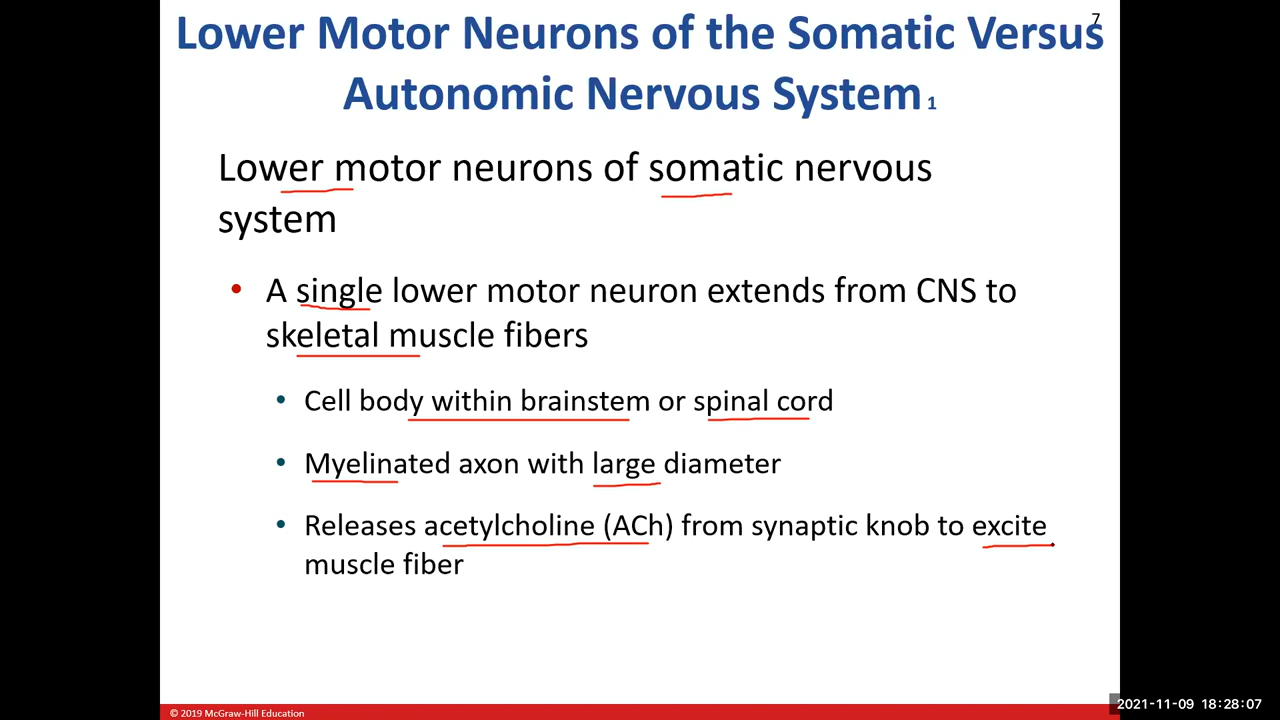 7
Lower Motor Neurons of the Somatic Versus
Autonomic Nervous System 1
Lower motor neurons of somatic nervous
system
• A single lower motor neuron extends from CNS to
skeletal muscle fibers
• Cell body within brainstem or spinal cord
• Myelinated axon with large diameter
• Releases acetylcholine (ACh) from synaptic knob to excite
muscle fiber
© 2019 McGraw-Hill Education
2021-11-09 18:28:07